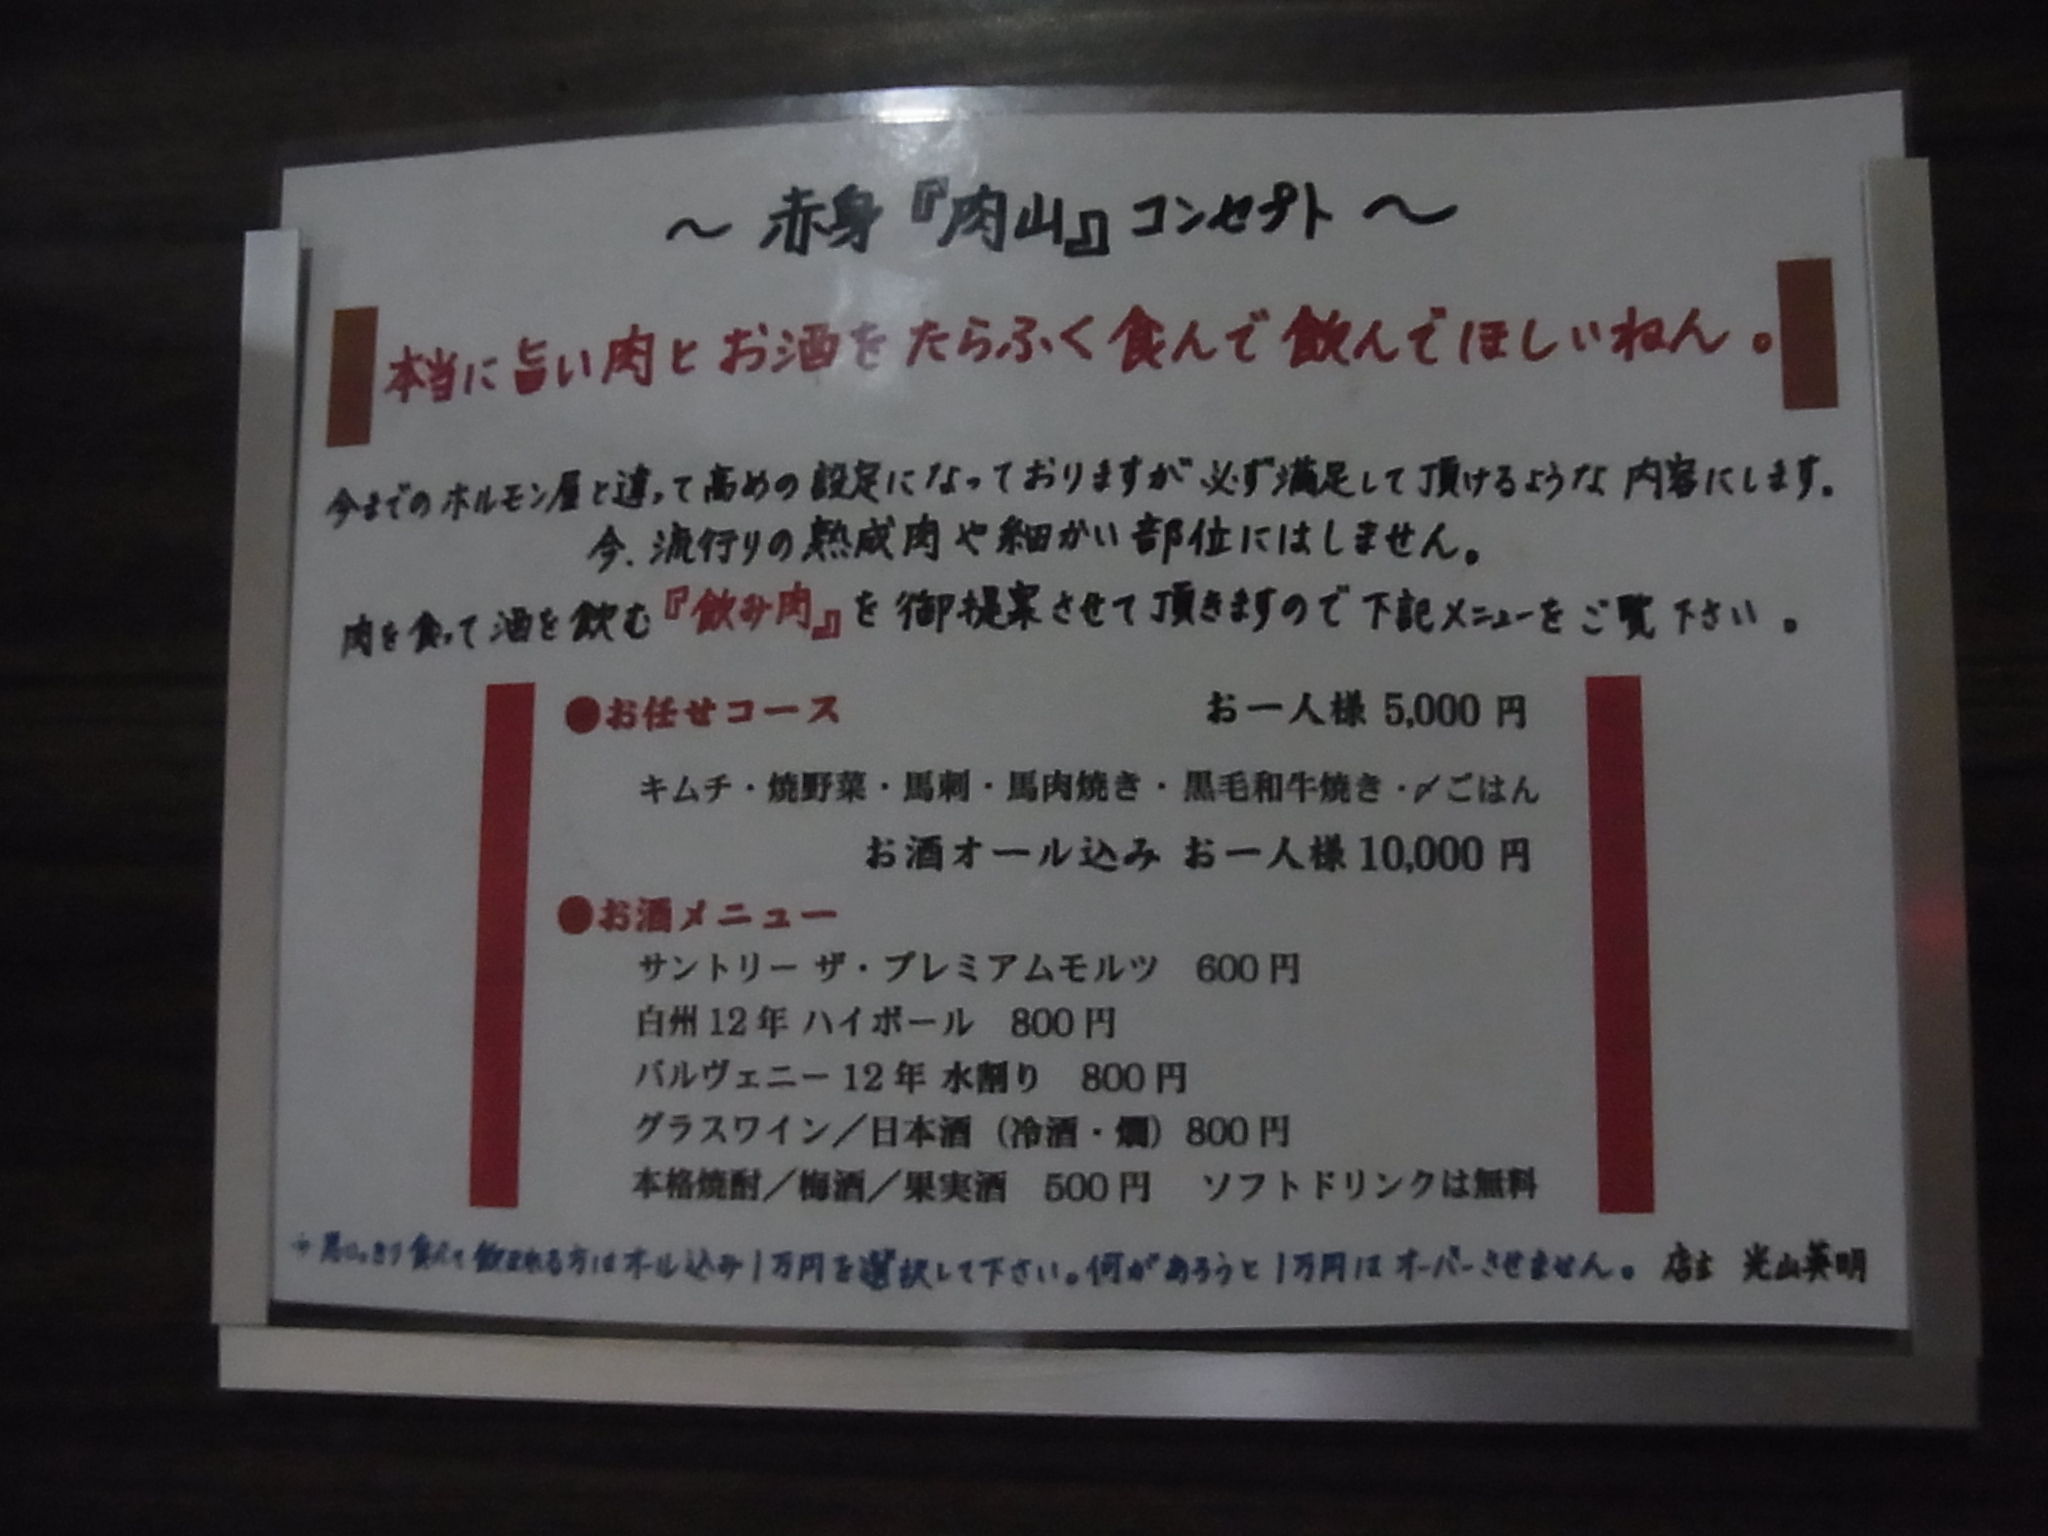 ～ 赤身『肉山』コンセプト ～
本当に旨い肉とお酒をたらふく食んで飲んでほしいねん。
今までのホルモン屋と違って高めの設定になっておりますが必ず満足して頂けるような内容にします。
今、流行りの熟成肉や細かい部位にはしません。
肉を食って酒を飲む『飲み肉』を御提案させて頂きますので下記メニューをご覧下さい。
●お任せコース お一人様 5,000 円
キムチ・焼野菜・馬刺・馬肉焼き・黒毛和牛焼き・〆ごはん
お酒オール込み お一人様 10,000 円
●お酒メニュー
サントリー ザ・プレミアムモルツ 600 円
白州 12 年 ハイボール 800 円
バルヴェニー 12 年 水割り 800 円
グラスワイン／日本酒（冷酒・燗）800 円
本格焼酎／梅酒／果実酒 500 円 ソフトドリンクは無料
思いっきり食べて飲まれる方はオール込み1万円を選択して下さい。何があろうと1万円はオーバーさせません。 店主 光山英明